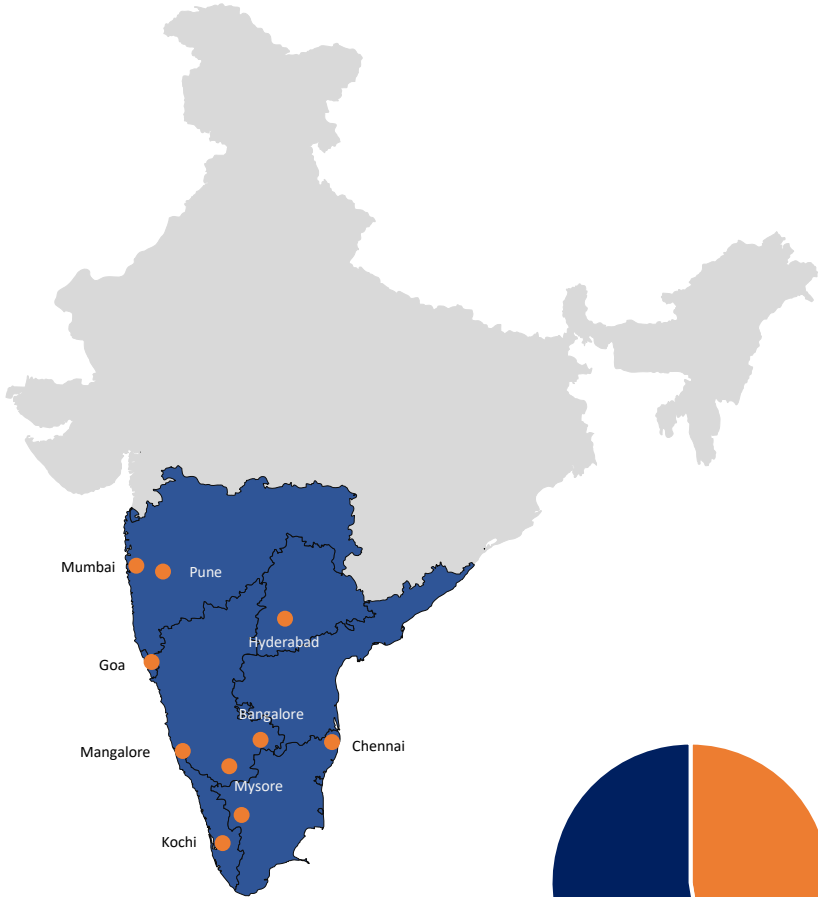 Mumbai
Pune
Hyderabad
Goa
Bangalore
Mangalore
Chennai
Mysore
Kochi